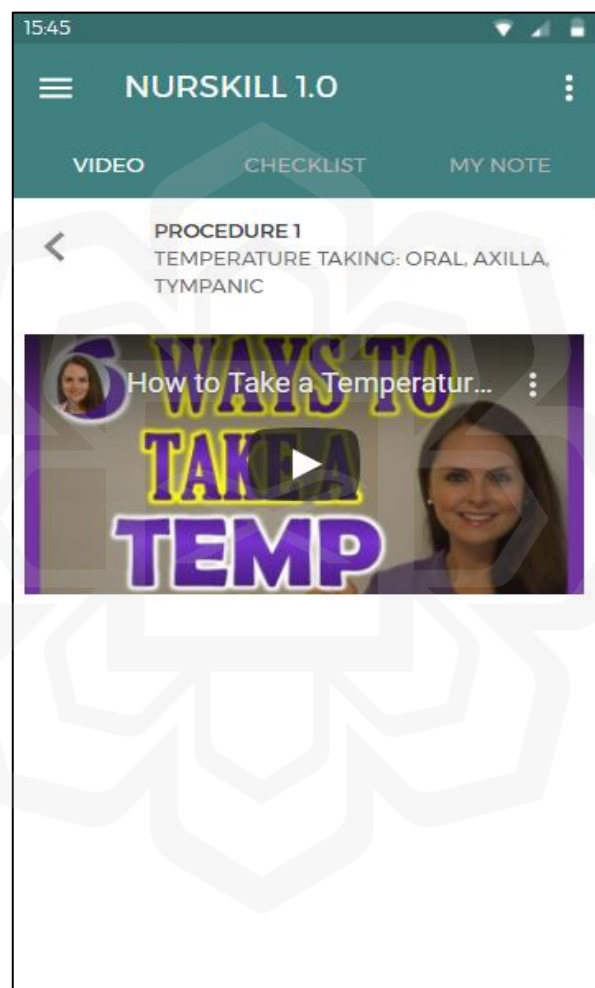 15:45
NURSKILL 1.0
VIDEO CHECKLIST MY NOTE
PROCEDURE 1
TEMPERATURE TAKING: ORAL, AXILLA,
TYMPANIC
How to Take a Temperatur...
6 WAYS TO
TAKE A
TEMP